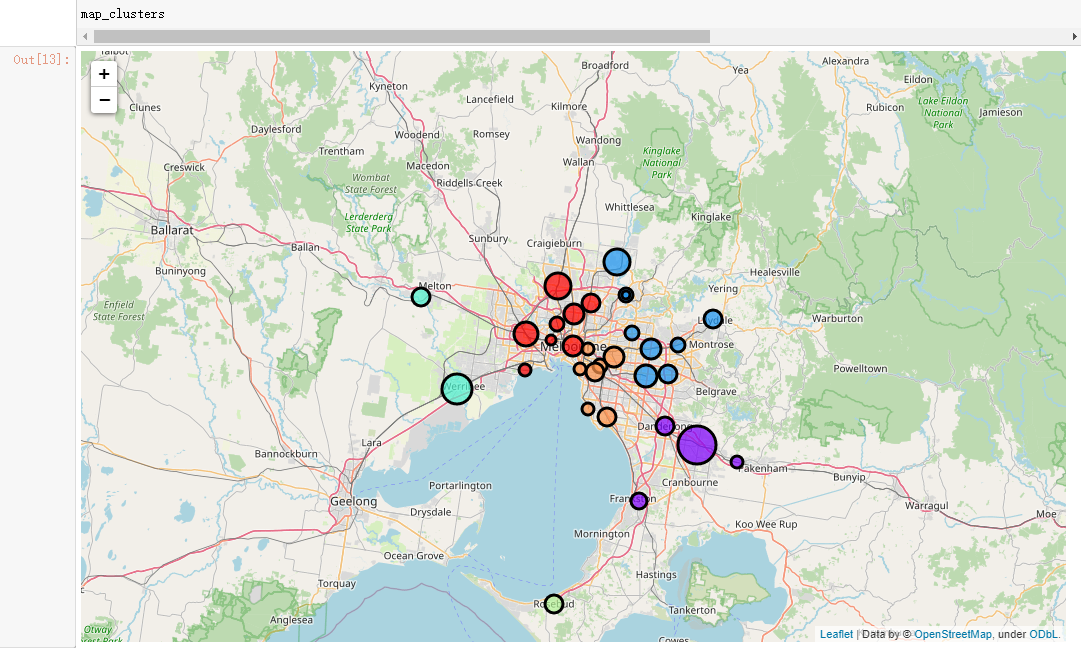 map_clusters
Out[13]:
+
−
Talbot
Broadford
Yea
Alexandra
Eildon
Clunes
Kyneton
Lancefield
Kilmore
Rubicon
Lake Eildon
National
Park
Jamieson
Daylesford
Woodend
Romsey
Wandong
Trentham
Macedon
Wallan
Kinglake
National
Park
Creswick
Wombat
State Forest
Riddells Creek
Whittlesea
Kinglake
Lerderderg
State Park
Ballarat
Ballan
Sunbury
Craigieburn
Buninyong
Healesville
Melton
Yering
Enfield
State Forest
Lilydale
Warburton
Melbourne
Montrose
Powelltown
Werribee
Belgrave
Dandenong
Lara
Bannockburn
Pakenham
Cranbourne
Bunyip
Portarlington
Geelong
Frankston
Warragul
Drysdale
Moe
Koo Wee Rup
Mornington
Ocean Grove
Hastings
Torquay
Rosebud
Tankerton
Anglesea
Otway
Forests
Cowes
Leaflet | Data by © OpenStreetMap, under ODbL.